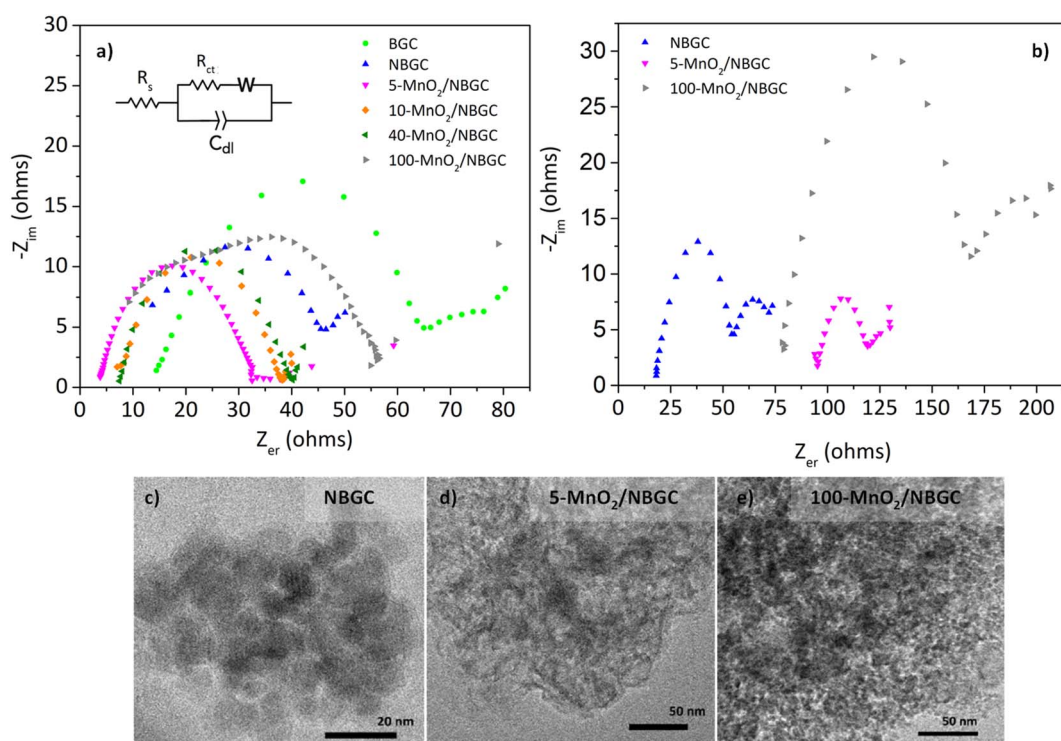 a)
BGC
NBGC
5-MnO₂/NBGC
10-MnO₂/NBGC
40-MnO₂/NBGC
100-MnO₂/NBGC
Rs
Rct
W
Cdl
30
25
20
15
10
5
0
-Zim (ohms)
0 10 20 30 40 50 60 70 80
Zer (ohms)
b)
NBGC
5-MnO₂/NBGC
100-MnO₂/NBGC
30
25
20
15
10
5
0
-Zim (ohms)
0 25 50 75 100 125 150 175 200
Zer (ohms)
c) NBGC
20 nm
d) 5-MnO₂/NBGC
50 nm
e) 100-MnO₂/NBGC
50 nm